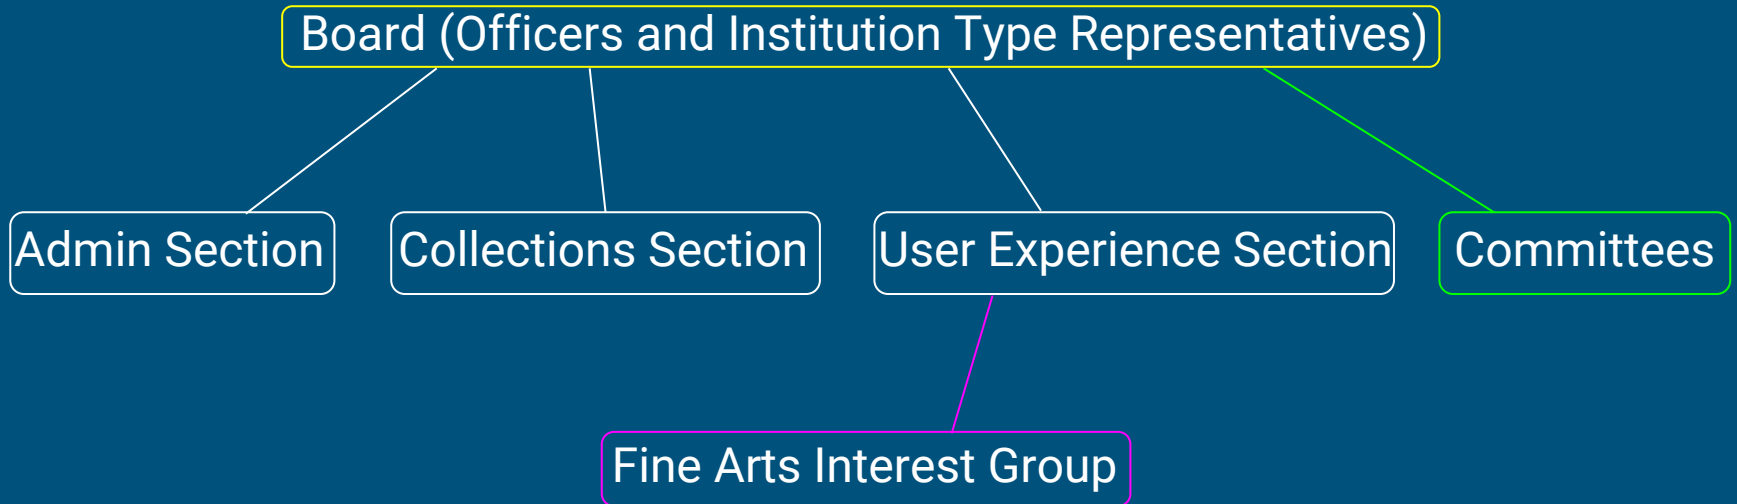 Board (Officers and Institution Type Representatives)
Admin Section
Collections Section
User Experience Section
Committees
Fine Arts Interest Group